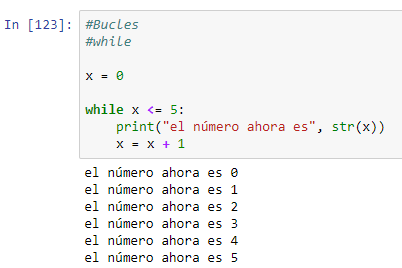 In [123]: #Bucles
#while
x = 0
while x <= 5:
    print("el número ahora es", str(x))
    x = x + 1
el número ahora es 0
el número ahora es 1
el número ahora es 2
el número ahora es 3
el número ahora es 4
el número ahora es 5